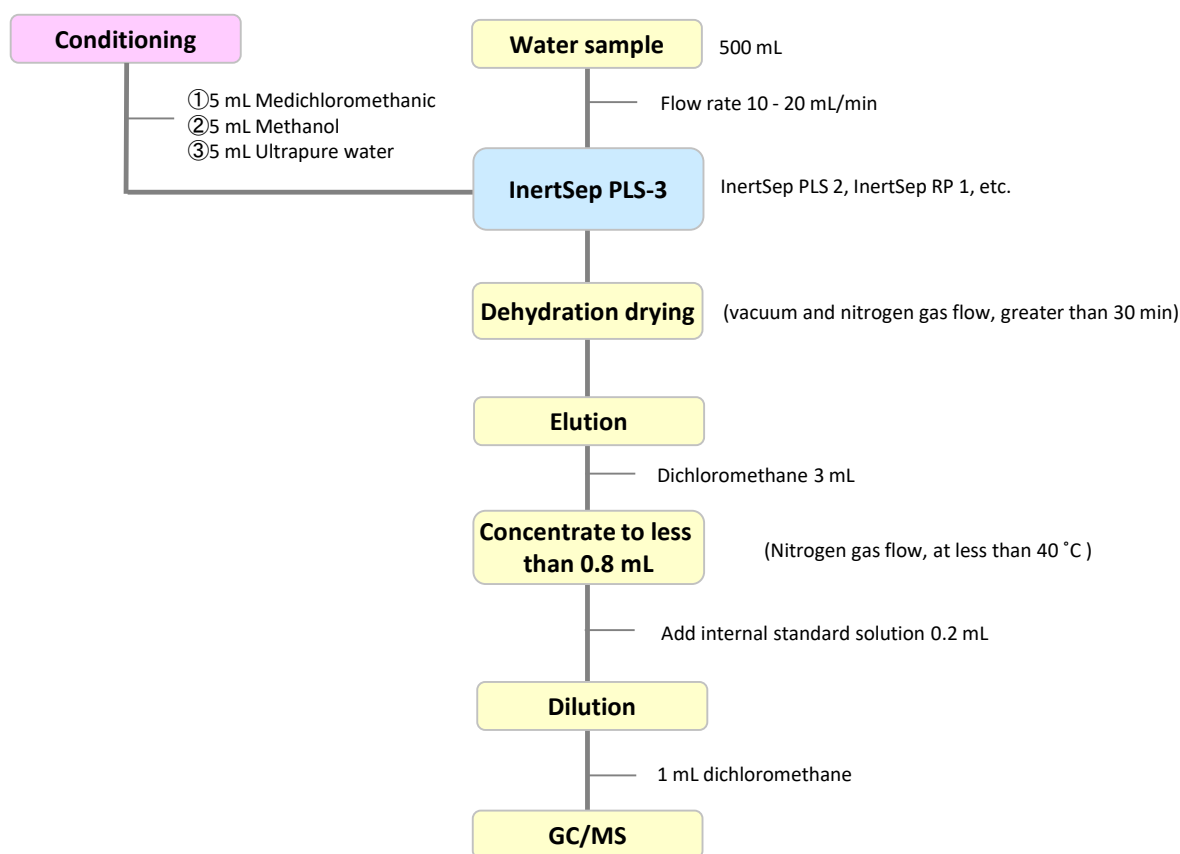 Conditioning
①5 mL Medichloromethanic
②5 mL Methanol
③5 mL Ultrapure water
Water sample
500 mL
Flow rate 10 - 20 mL/min
InertSep PLS-3
InertSep PLS 2, InertSep RP 1, etc.
Dehydration drying
(vacuum and nitrogen gas flow, greater than 30 min)
Elution
Dichloromethane 3 mL
Concentrate to less
than 0.8 mL
(Nitrogen gas flow, at less than 40 ˚C )
Add internal standard solution 0.2 mL
Dilution
1 mL dichloromethane
GC/MS